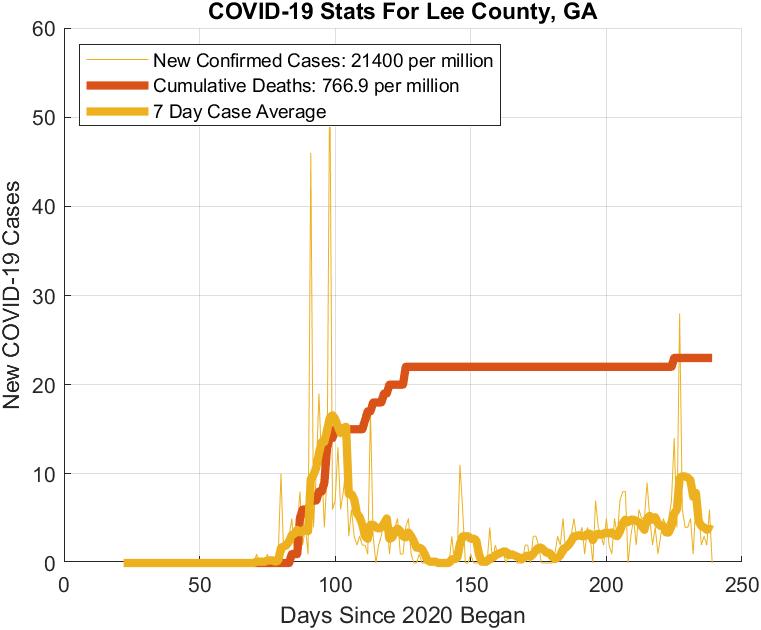 COVID-19 Stats For Lee County, GA
New Confirmed Cases: 21400 per million
Cumulative Deaths: 766.9 per million
7 Day Case Average
New COVID-19 Cases
60
50
40
30
20
10
0
0 50 100 150 200 250
Days Since 2020 Began